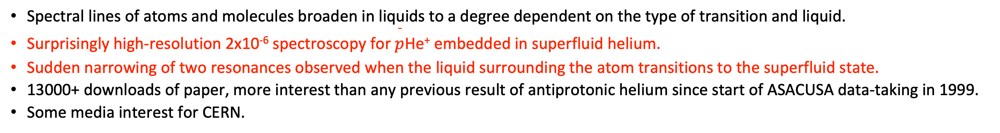 • Spectral lines of atoms and molecules broaden in liquids to a degree dependent on the type of transition and liquid.
• Surprisingly high-resolution 2x10⁻⁶ spectroscopy for p̄He⁺ embedded in superfluid helium.
• Sudden narrowing of two resonances observed when the liquid surrounding the atom transitions to the superfluid state.
• 13000+ downloads of paper, more interest than any previous result of antiprotonic helium since start of ASACUSA data-taking in 1999.
• Some media interest for CERN.